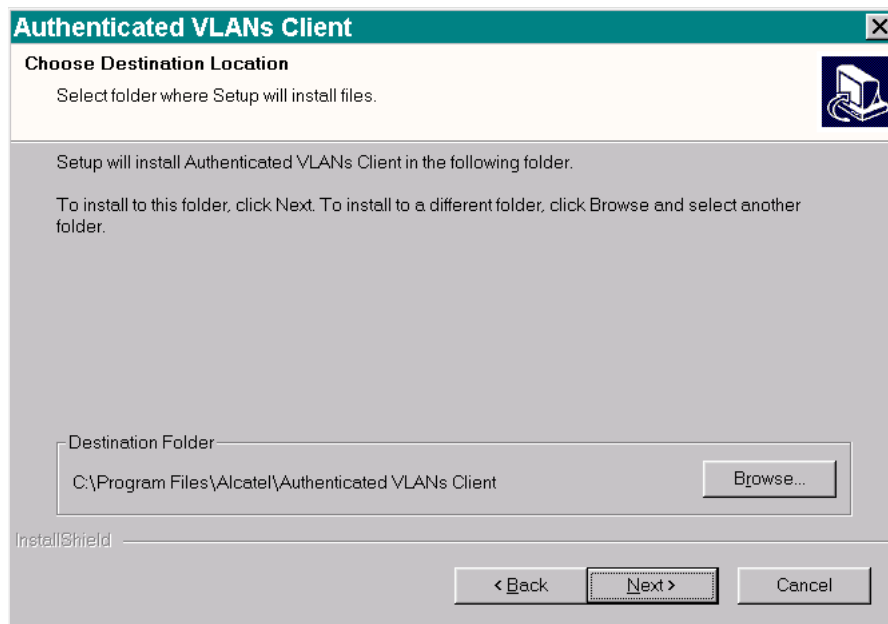 Authenticated VLANs Client
Choose Destination Location
Select folder where Setup will install files.
Setup will install Authenticated VLANs Client in the following folder.
To install to this folder, click Next. To install to a different folder, click Browse and select another
folder.
Destination Folder
C:\Program Files\Alcatel\Authenticated VLANs Client
Browse...
InstallShield
< Back
Next >
Cancel